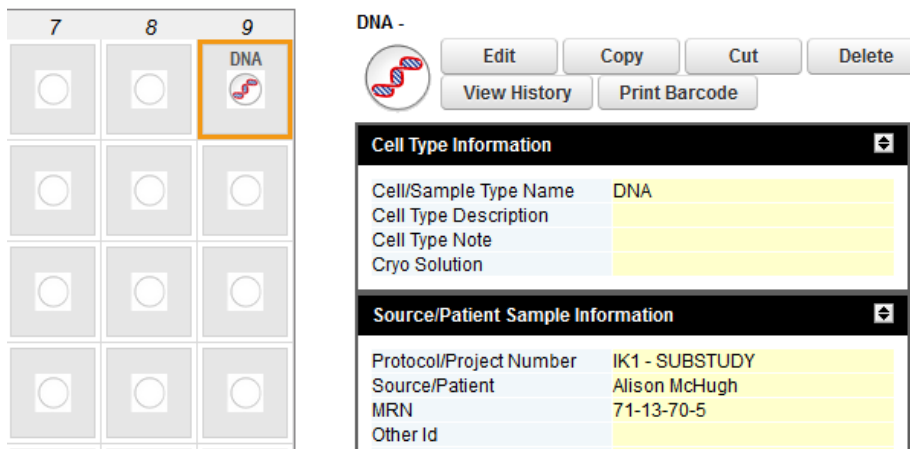 7 8 9
DNA
DNA -
Edit Copy Cut Delete
View History Print Barcode
Cell Type Information
Cell/Sample Type Name DNA
Cell Type Description
Cell Type Note
Cryo Solution
Source/Patient Sample Information
Protocol/Project Number IK1 - SUBSTUDY
Source/Patient Alison McHugh
MRN 71-13-70-5
Other Id